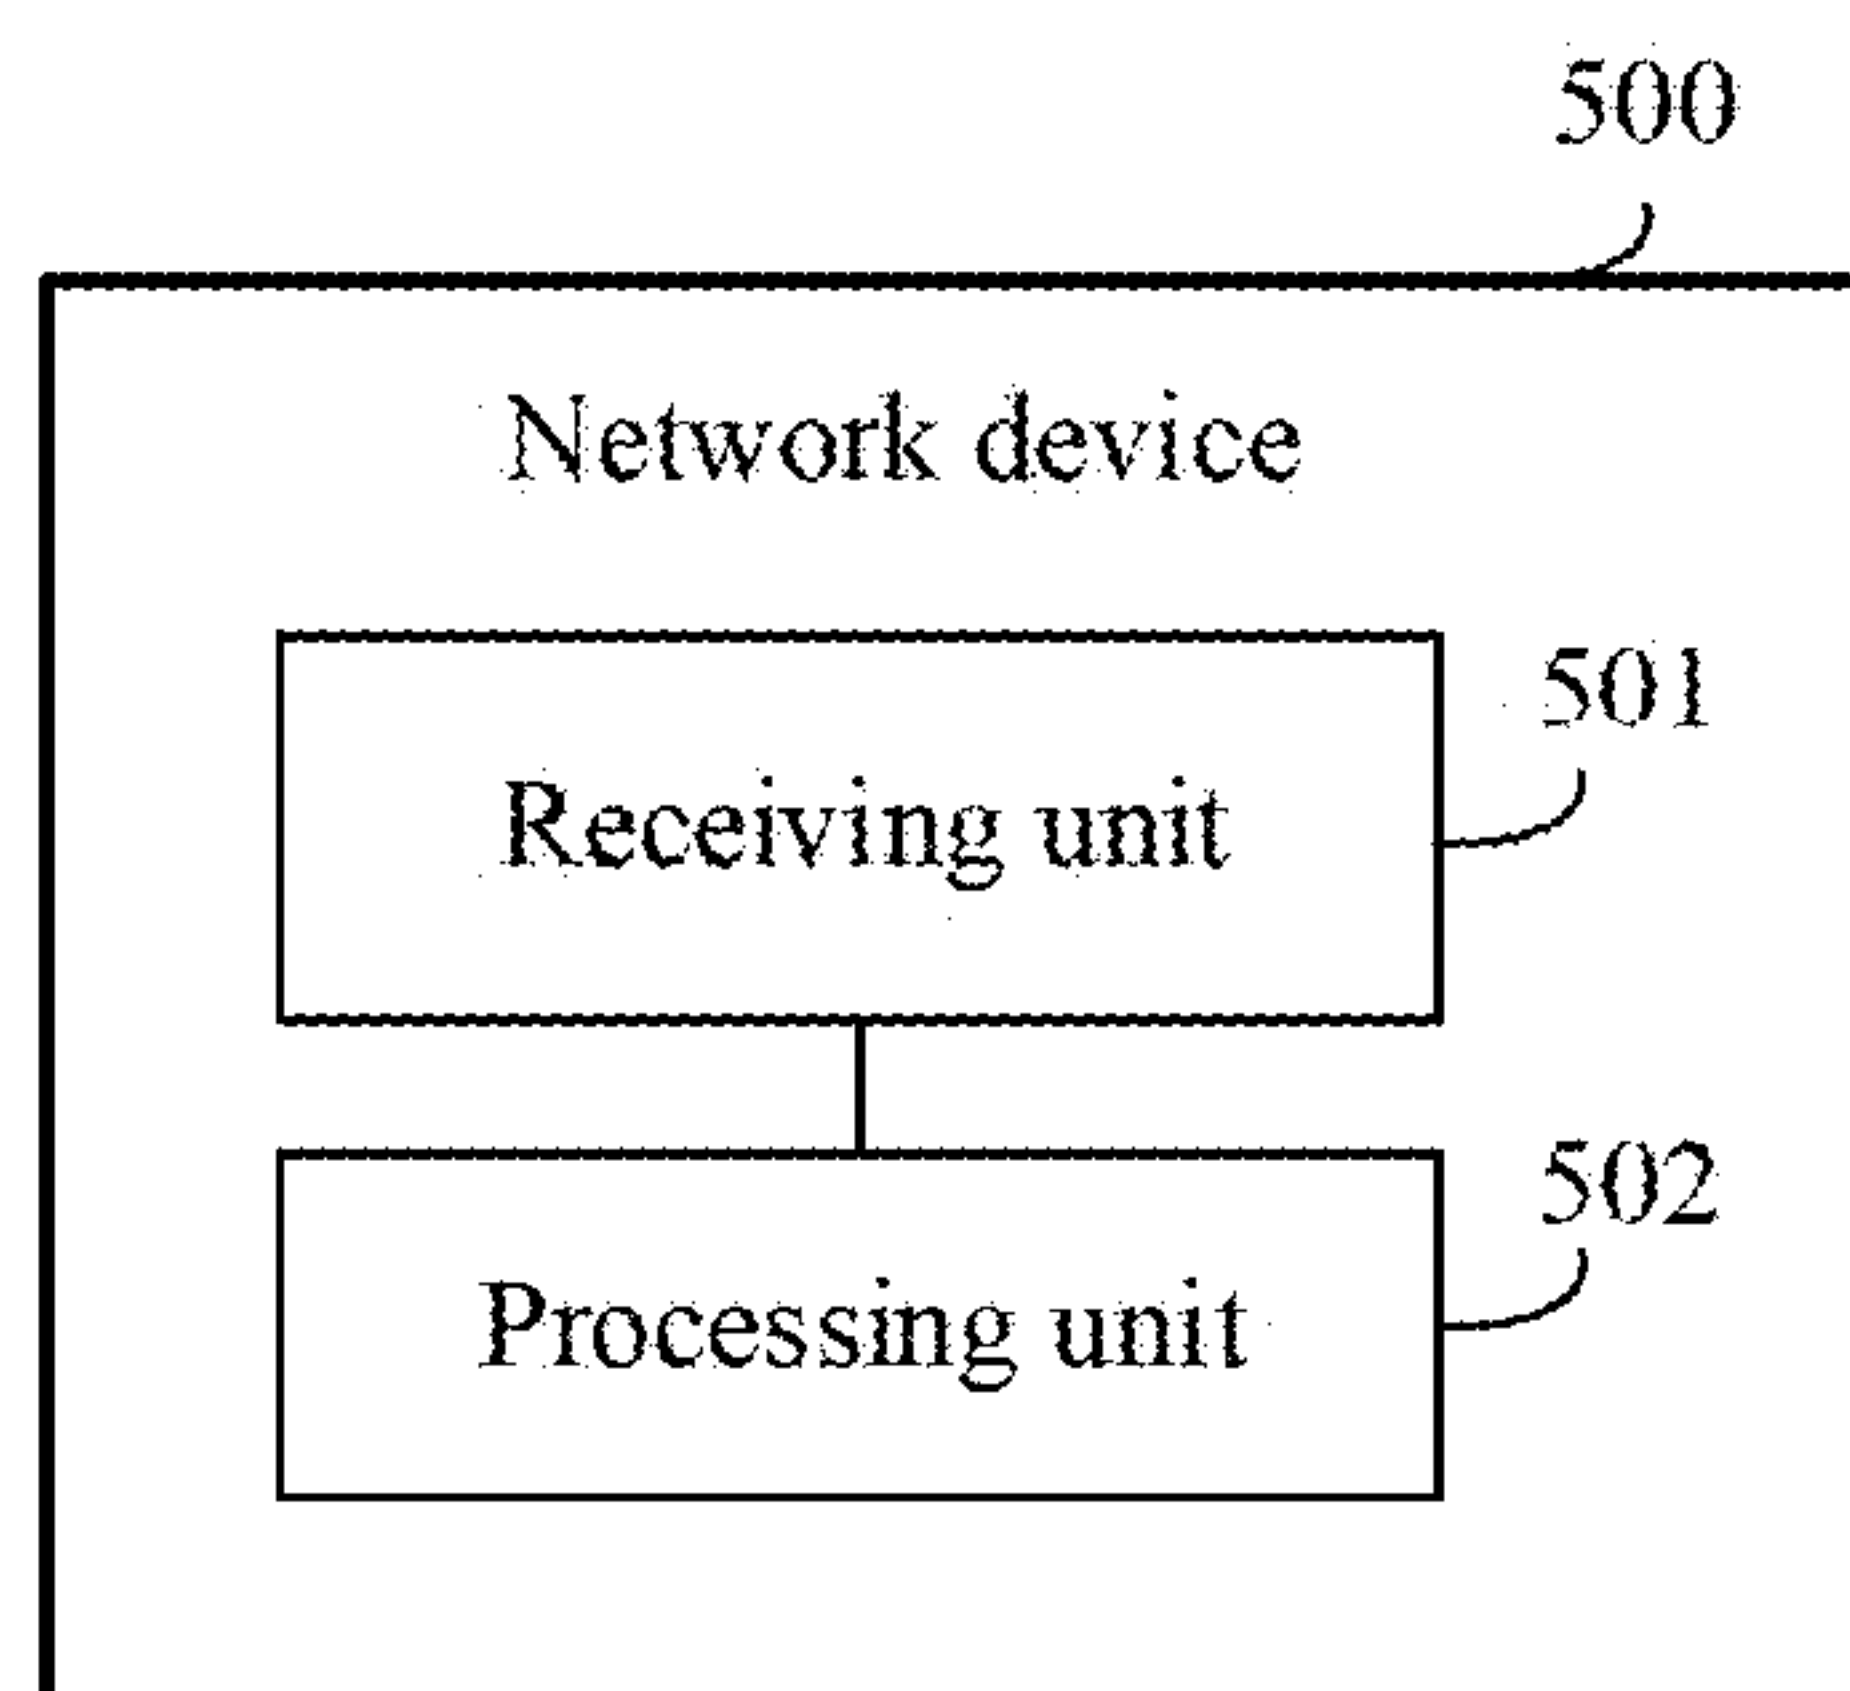 500
Network device
501
Receiving unit
502
Processing unit